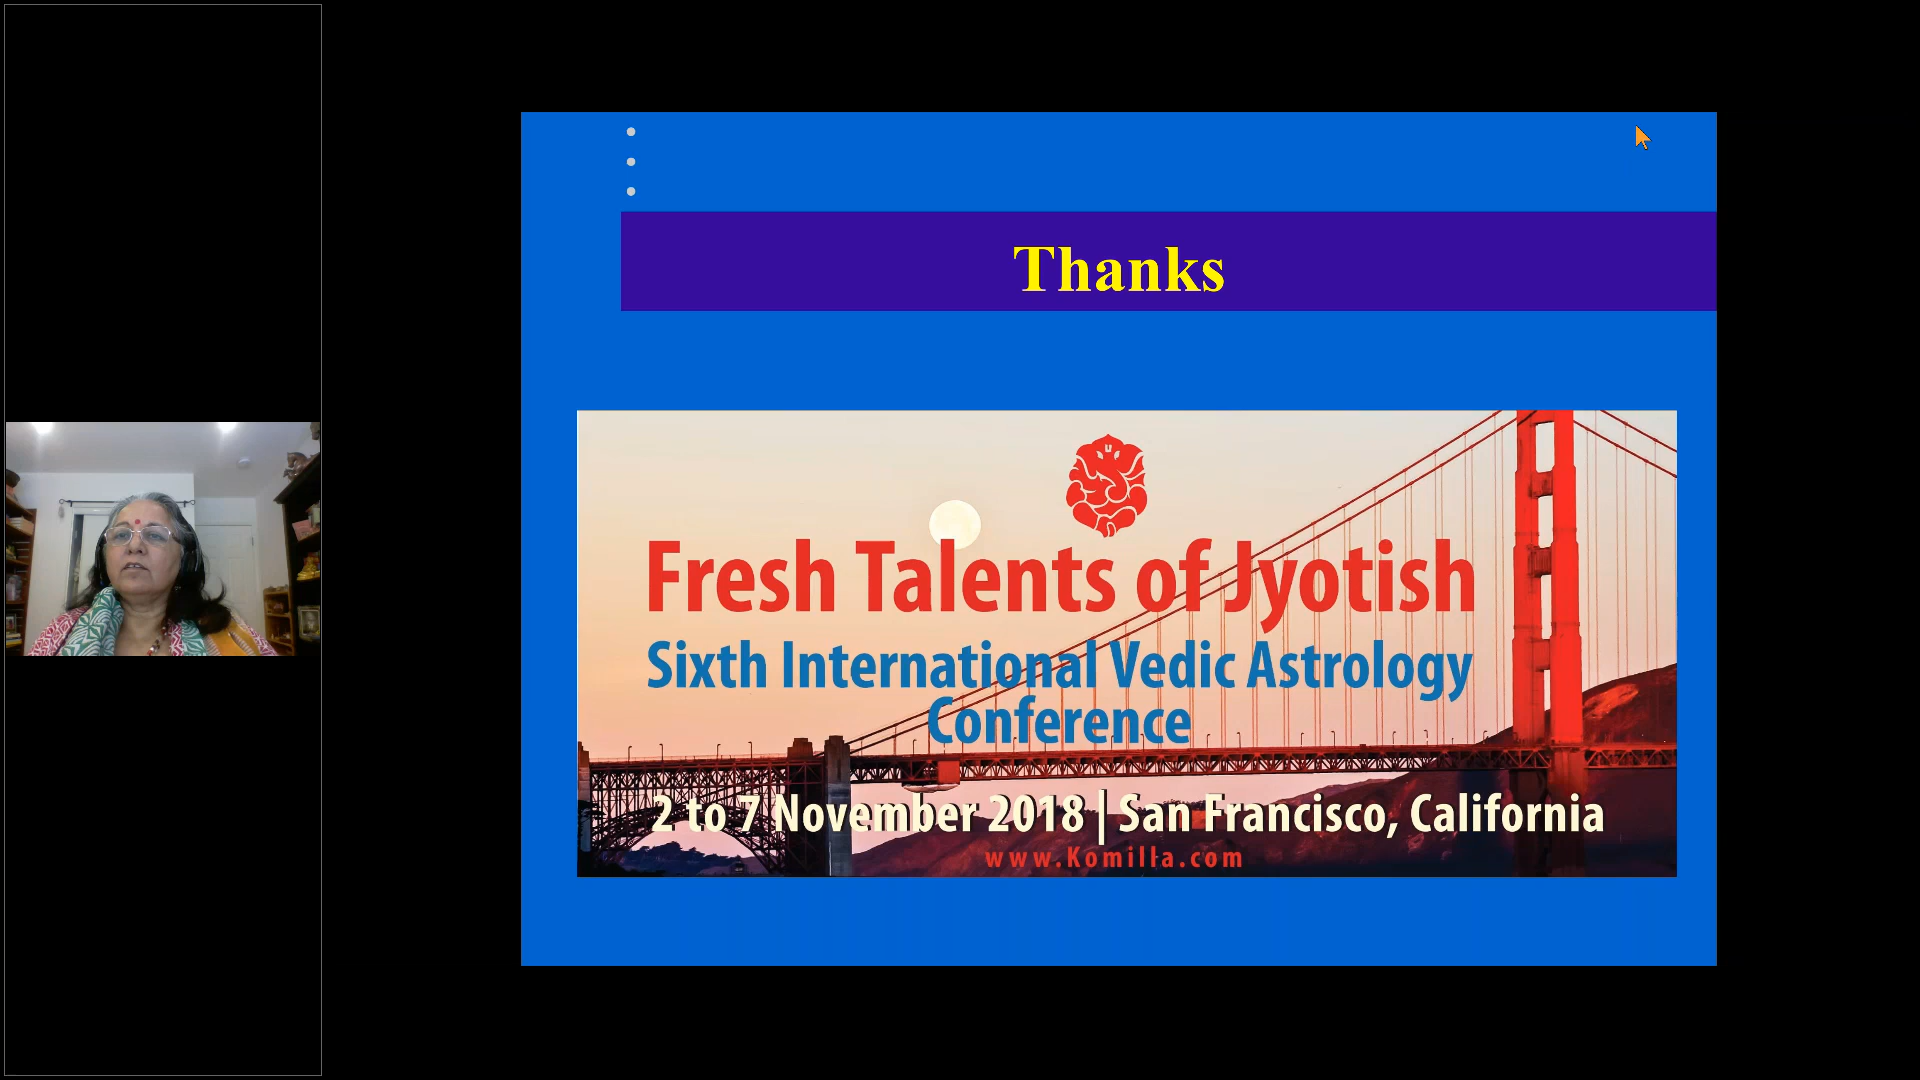 Thanks
Fresh Talents of Jyotish
Sixth International Vedic Astrology
Conference
2 to 7 November 2018 | San Francisco, California
www.Komilla.com